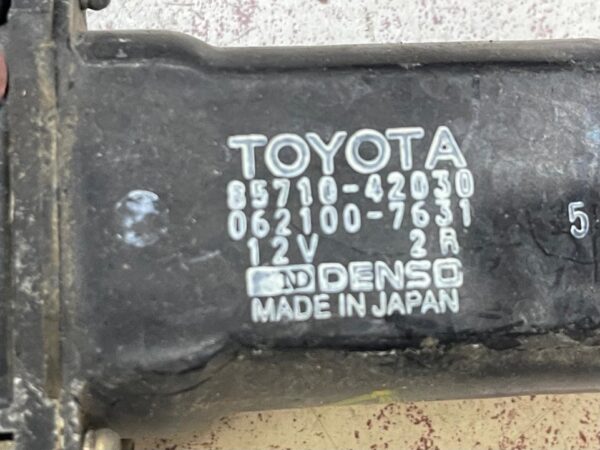 TOYOTA
85710-42030
062100-7631
5
12V 2R
ND DENSO
MADE IN JAPAN